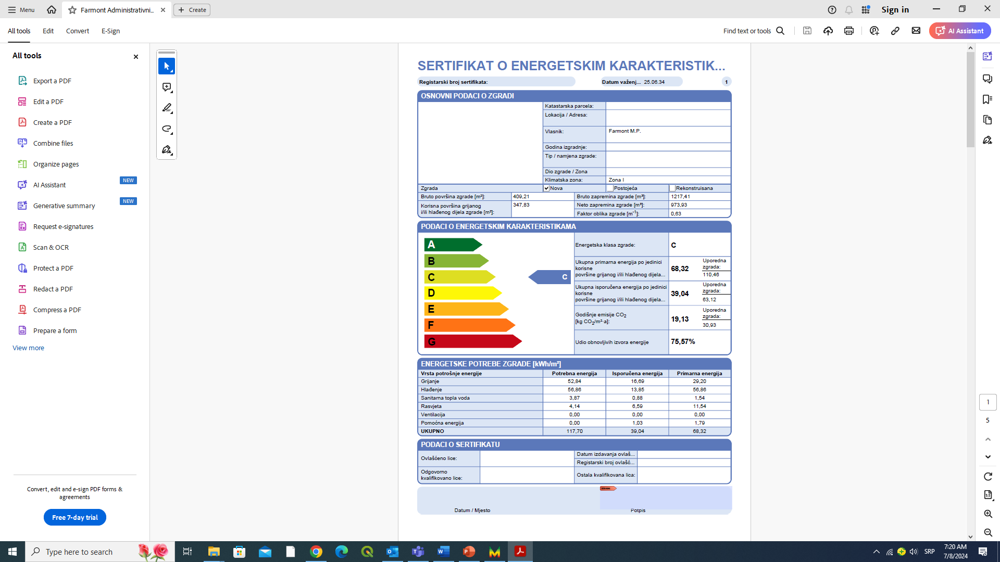 Menu
Farmont Administrativni...
Create
Sign in
All tools
Edit
Convert
E-Sign
Find text or tools
AI Assistant
All tools
Export a PDF
Edit a PDF
Create a PDF
Combine files
Organize pages
AI Assistant NEW
Generative summary NEW
Request e-signatures
Scan & OCR
Protect a PDF
Redact a PDF
Compress a PDF
Prepare a form
View more
Convert, edit and e-sign PDF forms &
agreements
Free 7-day trial
SERTIFIKAT O ENERGETSKIM KARAKTERISTIK...
Registarski broj sertifikata:
Datum važenj... 25.06.34
1
OSNOVNI PODACI O ZGRADI
Katastarska parcela:
Lokacija / Adresa:
Vlasnik: Farmont M.P.
Godina izgradnje:
Tip / namjena zgrade:
Dio zgrade / Zona
Klimatska zona: Zona I
Zgrada Nova Postojeća Rekonstruisana
Bruto površina zgrade [m²]: 409,21 Bruto zapremina zgrade [m³]: 1217,41
Korisna površina grijanog
i/ili hlađenog dijela zgrade [m²]: 347,83
Neto zapremina zgrade [m³]: 973,93
Faktor oblika zgrade [m⁻¹]: 0,63
PODACI O ENERGETSKIM KARAKTERISTIKAMA
A
B
C
D
E
F
G
C
Energetska klasa zgrade: C
Ukupna primarna energija po jedinici
korisne
površine grijanog i/ili hlađenog dijela...
68,32
Uporedna
zgrada:
110,46
Ukupna isporučena energija po jedinici
korisne
površine grijanog i/ili hlađenog dijela...
39,04
Uporedna
zgrada:
63,12
Godišnje emisije CO₂
[kg CO₂/m²·a]:
19,13
Uporedna
zgrada:
30,93
Udio obnovljivih izvora energije 75,57%
ENERGETSKE POTREBE ZGRADE [kWh/m²]
Vrsta potrošnje energije Potrebna energija Isporučena energija Primarna energija
Grijanje 52,84 16,69 29,20
Hlađenje 56,86 13,85 56,86
Sanitarna topla voda 3,87 0,88 1,54
Rasvjeta 4,14 6,59 11,54
Ventilacija 0,00 0,00 0,00
Pomoćna energija 0,00 1,03 1,79
UKUPNO 117,70 39,04 68,32
PODACI O SERTIFIKATU
Ovlašćeno lice:
Datum izdavanja ovlaš...
Registarski broj ovlašć...
Odgovorno
kvalifikovano lice:
Ostala kvalifikovana lica:
Datum / Mjesto
Potpis
1
5
1:1
Type here to search
SRP
7:20 AM
7/8/2024